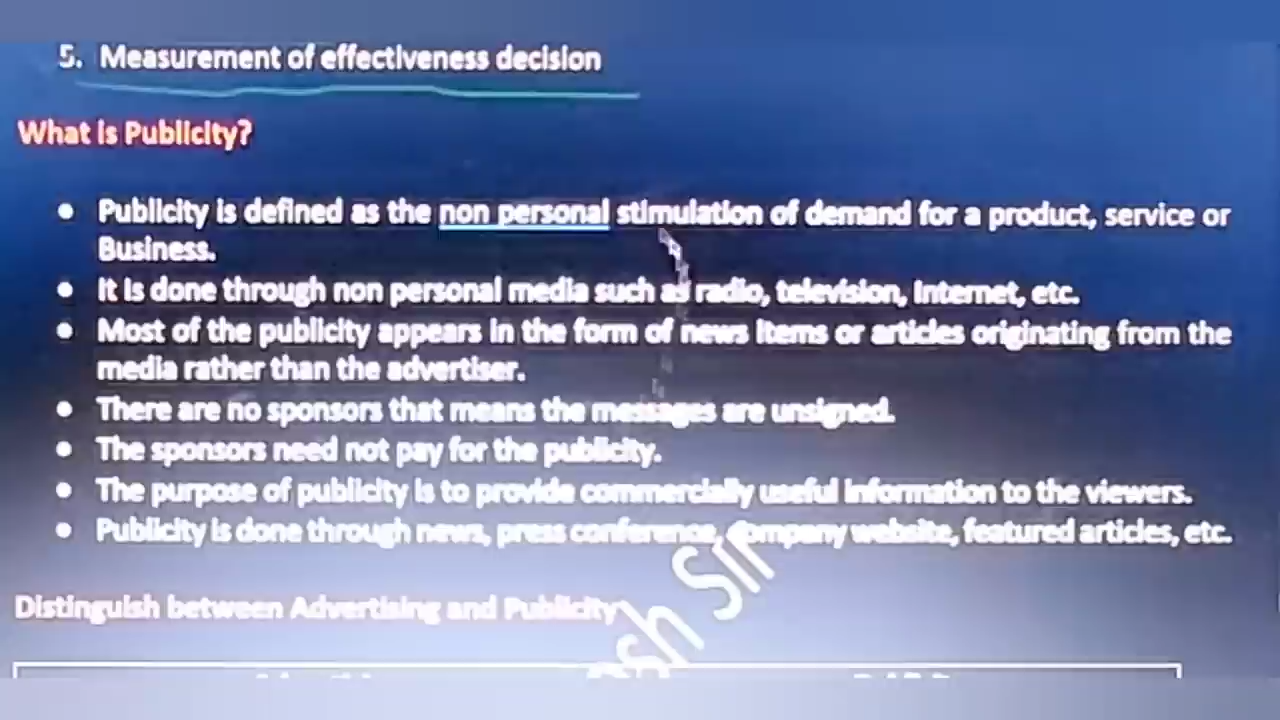 5. Measurement of effectiveness decision
What is Publicity?
• Publicity is defined as the non personal stimulation of demand for a product, service or
Business.
• It is done through non personal media such as radio, television, Internet, etc.
• Most of the publicity appears in the form of news items or articles originating from the
media rather than the advertiser.
• There are no sponsors that means the messages are unsigned.
• The sponsors need not pay for the publicity.
• The purpose of publicity is to provide commercially useful information to the viewers.
• Publicity is done through news, press conference, company website, featured articles, etc.
Distinguish between Advertising and Publicity
Sir